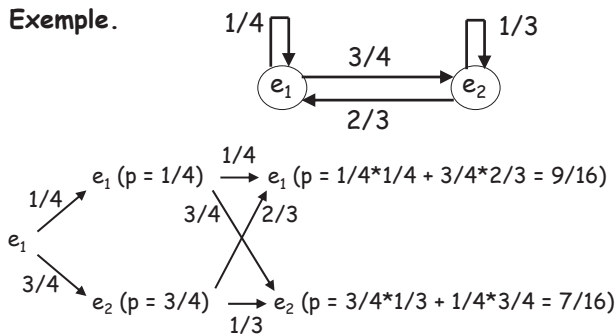 Exemple.
1/4
1/3
3/4
e₁
e₂
2/3
1/4
e₁ (p = 1/4)
e₁ (p = 1/4*1/4 + 3/4*2/3 = 9/16)
1/4
3/4
2/3
e₁
3/4
e₂ (p = 3/4)
e₂ (p = 3/4*1/3 + 1/4*3/4 = 7/16)
1/3